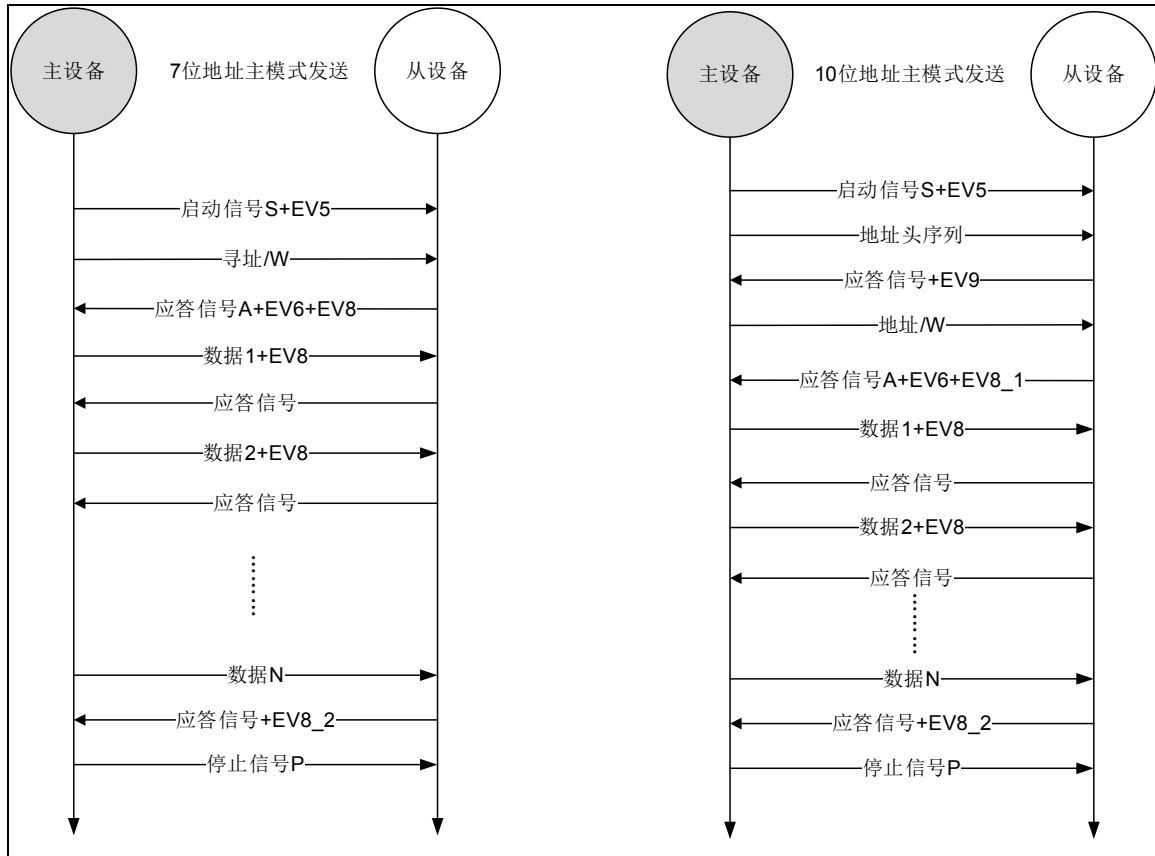 主设备
7位地址主模式发送
从设备
启动信号S+EV5
寻址/W
应答信号A+EV6+EV8
数据1+EV8
应答信号
数据2+EV8
应答信号
数据N
应答信号+EV8_2
停止信号P
主设备
10位地址主模式发送
从设备
启动信号S+EV5
地址头序列
应答信号+EV9
地址/W
应答信号A+EV6+EV8_1
数据1+EV8
应答信号
数据2+EV8
应答信号
数据N
应答信号+EV8_2
停止信号P